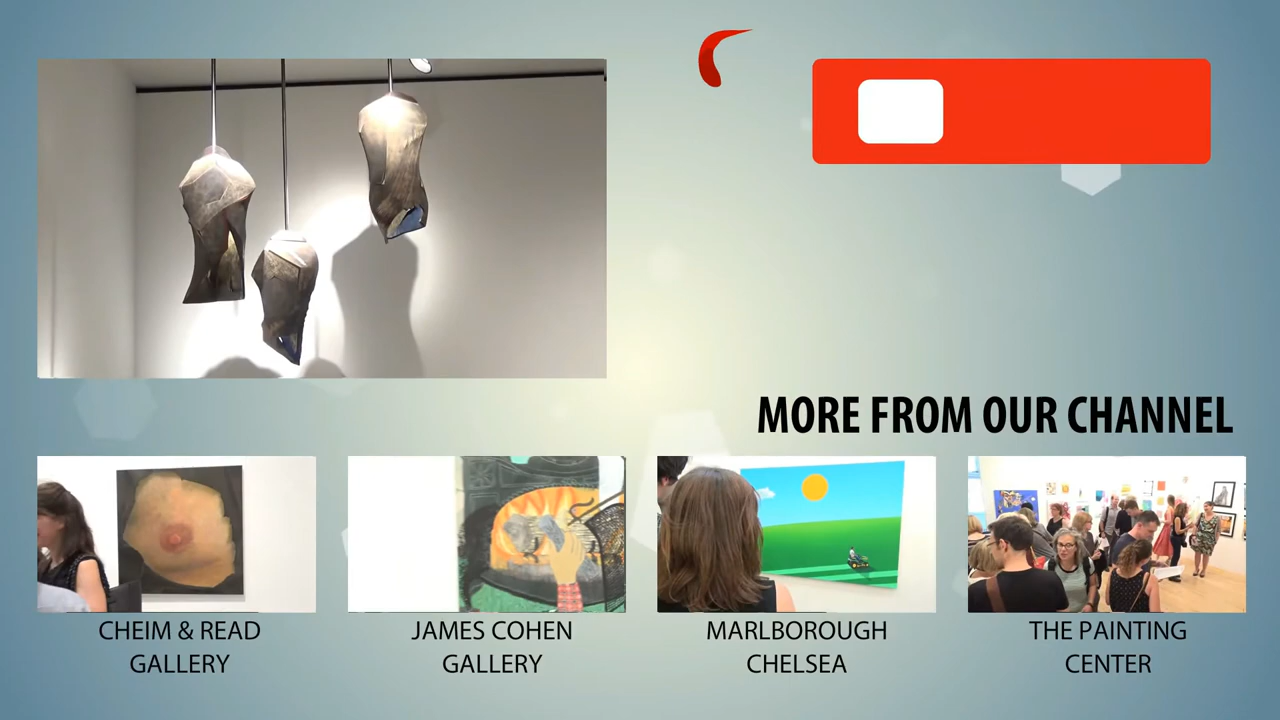 MORE FROM OUR CHANNEL
CHEIM & READ
GALLERY
JAMES COHEN
GALLERY
MARLBOROUGH
CHELSEA
THE PAINTING
CENTER